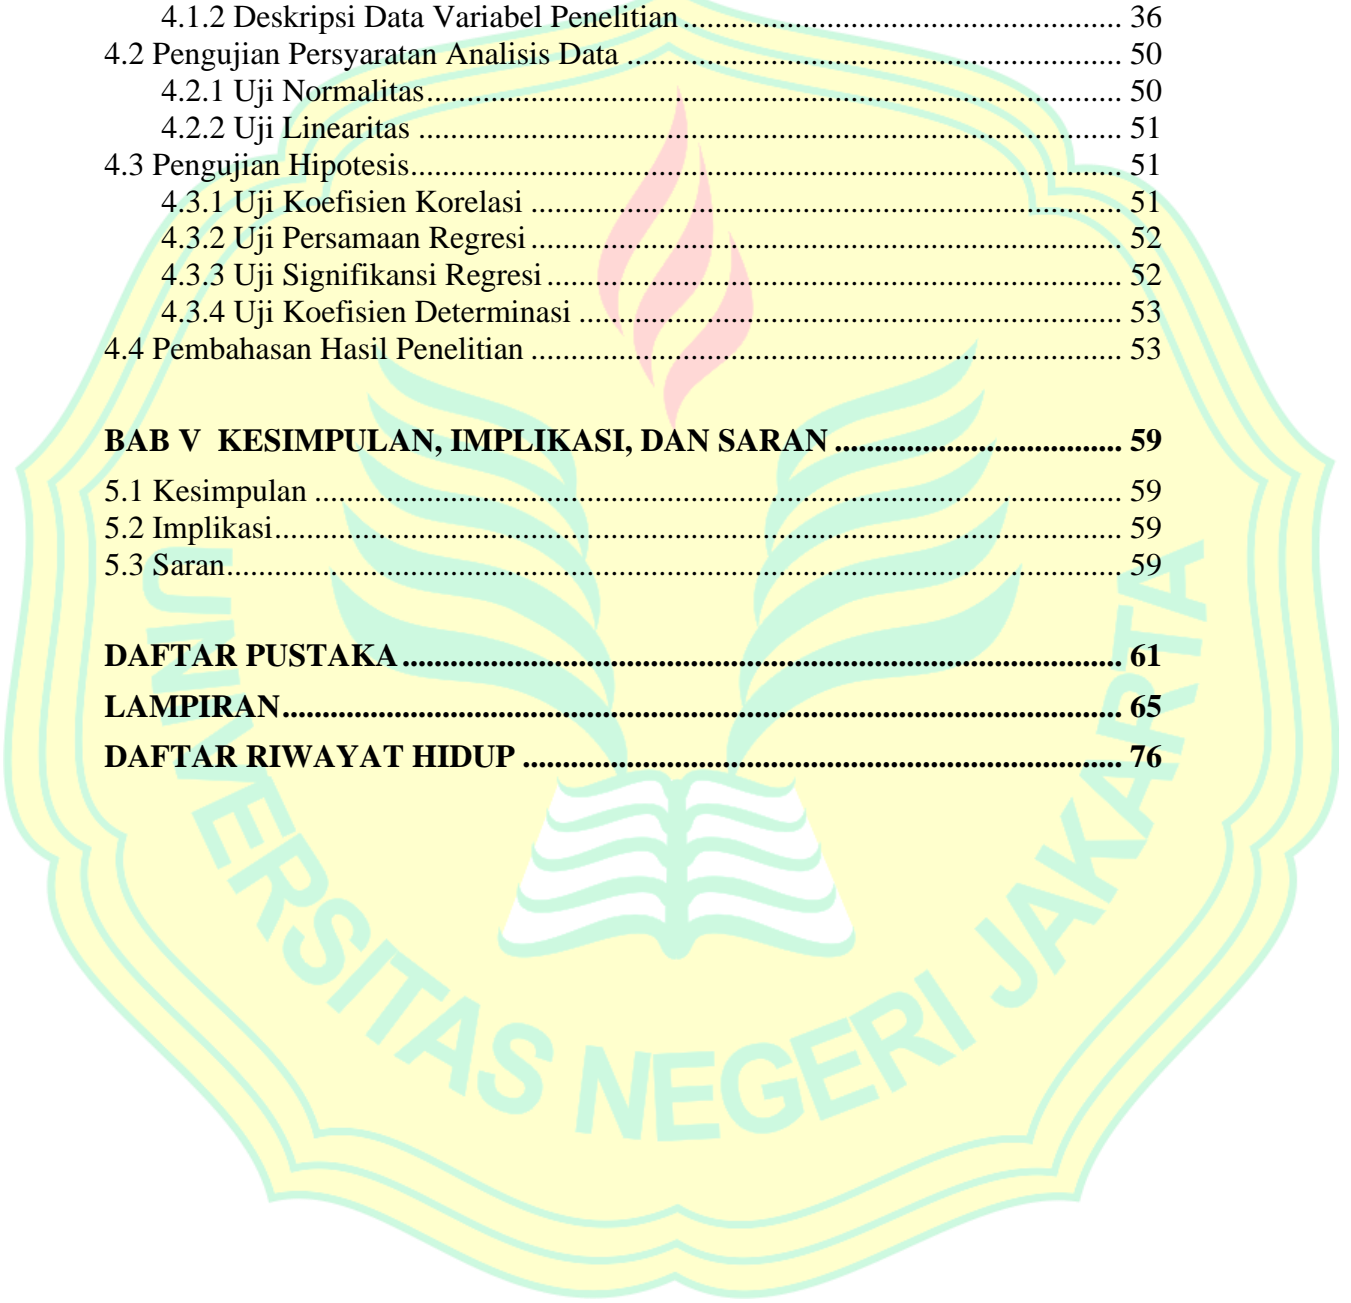 4.1.2 Deskripsi Data Variabel Penelitian ........................................................ 36
4.2 Pengujian Persyaratan Analisis Data ............................................................... 50
4.2.1 Uji Normalitas ........................................................................................ 50
4.2.2 Uji Linearitas ......................................................................................... 51
4.3 Pengujian Hipotesis .......................................................................................... 51
4.3.1 Uji Koefisien Korelasi ........................................................................... 51
4.3.2 Uji Persamaan Regresi ........................................................................... 52
4.3.3 Uji Signifikansi Regresi ......................................................................... 52
4.3.4 Uji Koefisien Determinasi ..................................................................... 53
4.4 Pembahasan Hasil Penelitian ........................................................................... 53
BAB V KESIMPULAN, IMPLIKASI, DAN SARAN .................................... 59
5.1 Kesimpulan ...................................................................................................... 59
5.2 Implikasi ........................................................................................................... 59
5.3 Saran ................................................................................................................. 59
DAFTAR PUSTAKA ........................................................................................... 61
LAMPIRAN .......................................................................................................... 65
DAFTAR RIWAYAT HIDUP ............................................................................ 76
UNIVERSITAS NEGERI JAKARTA